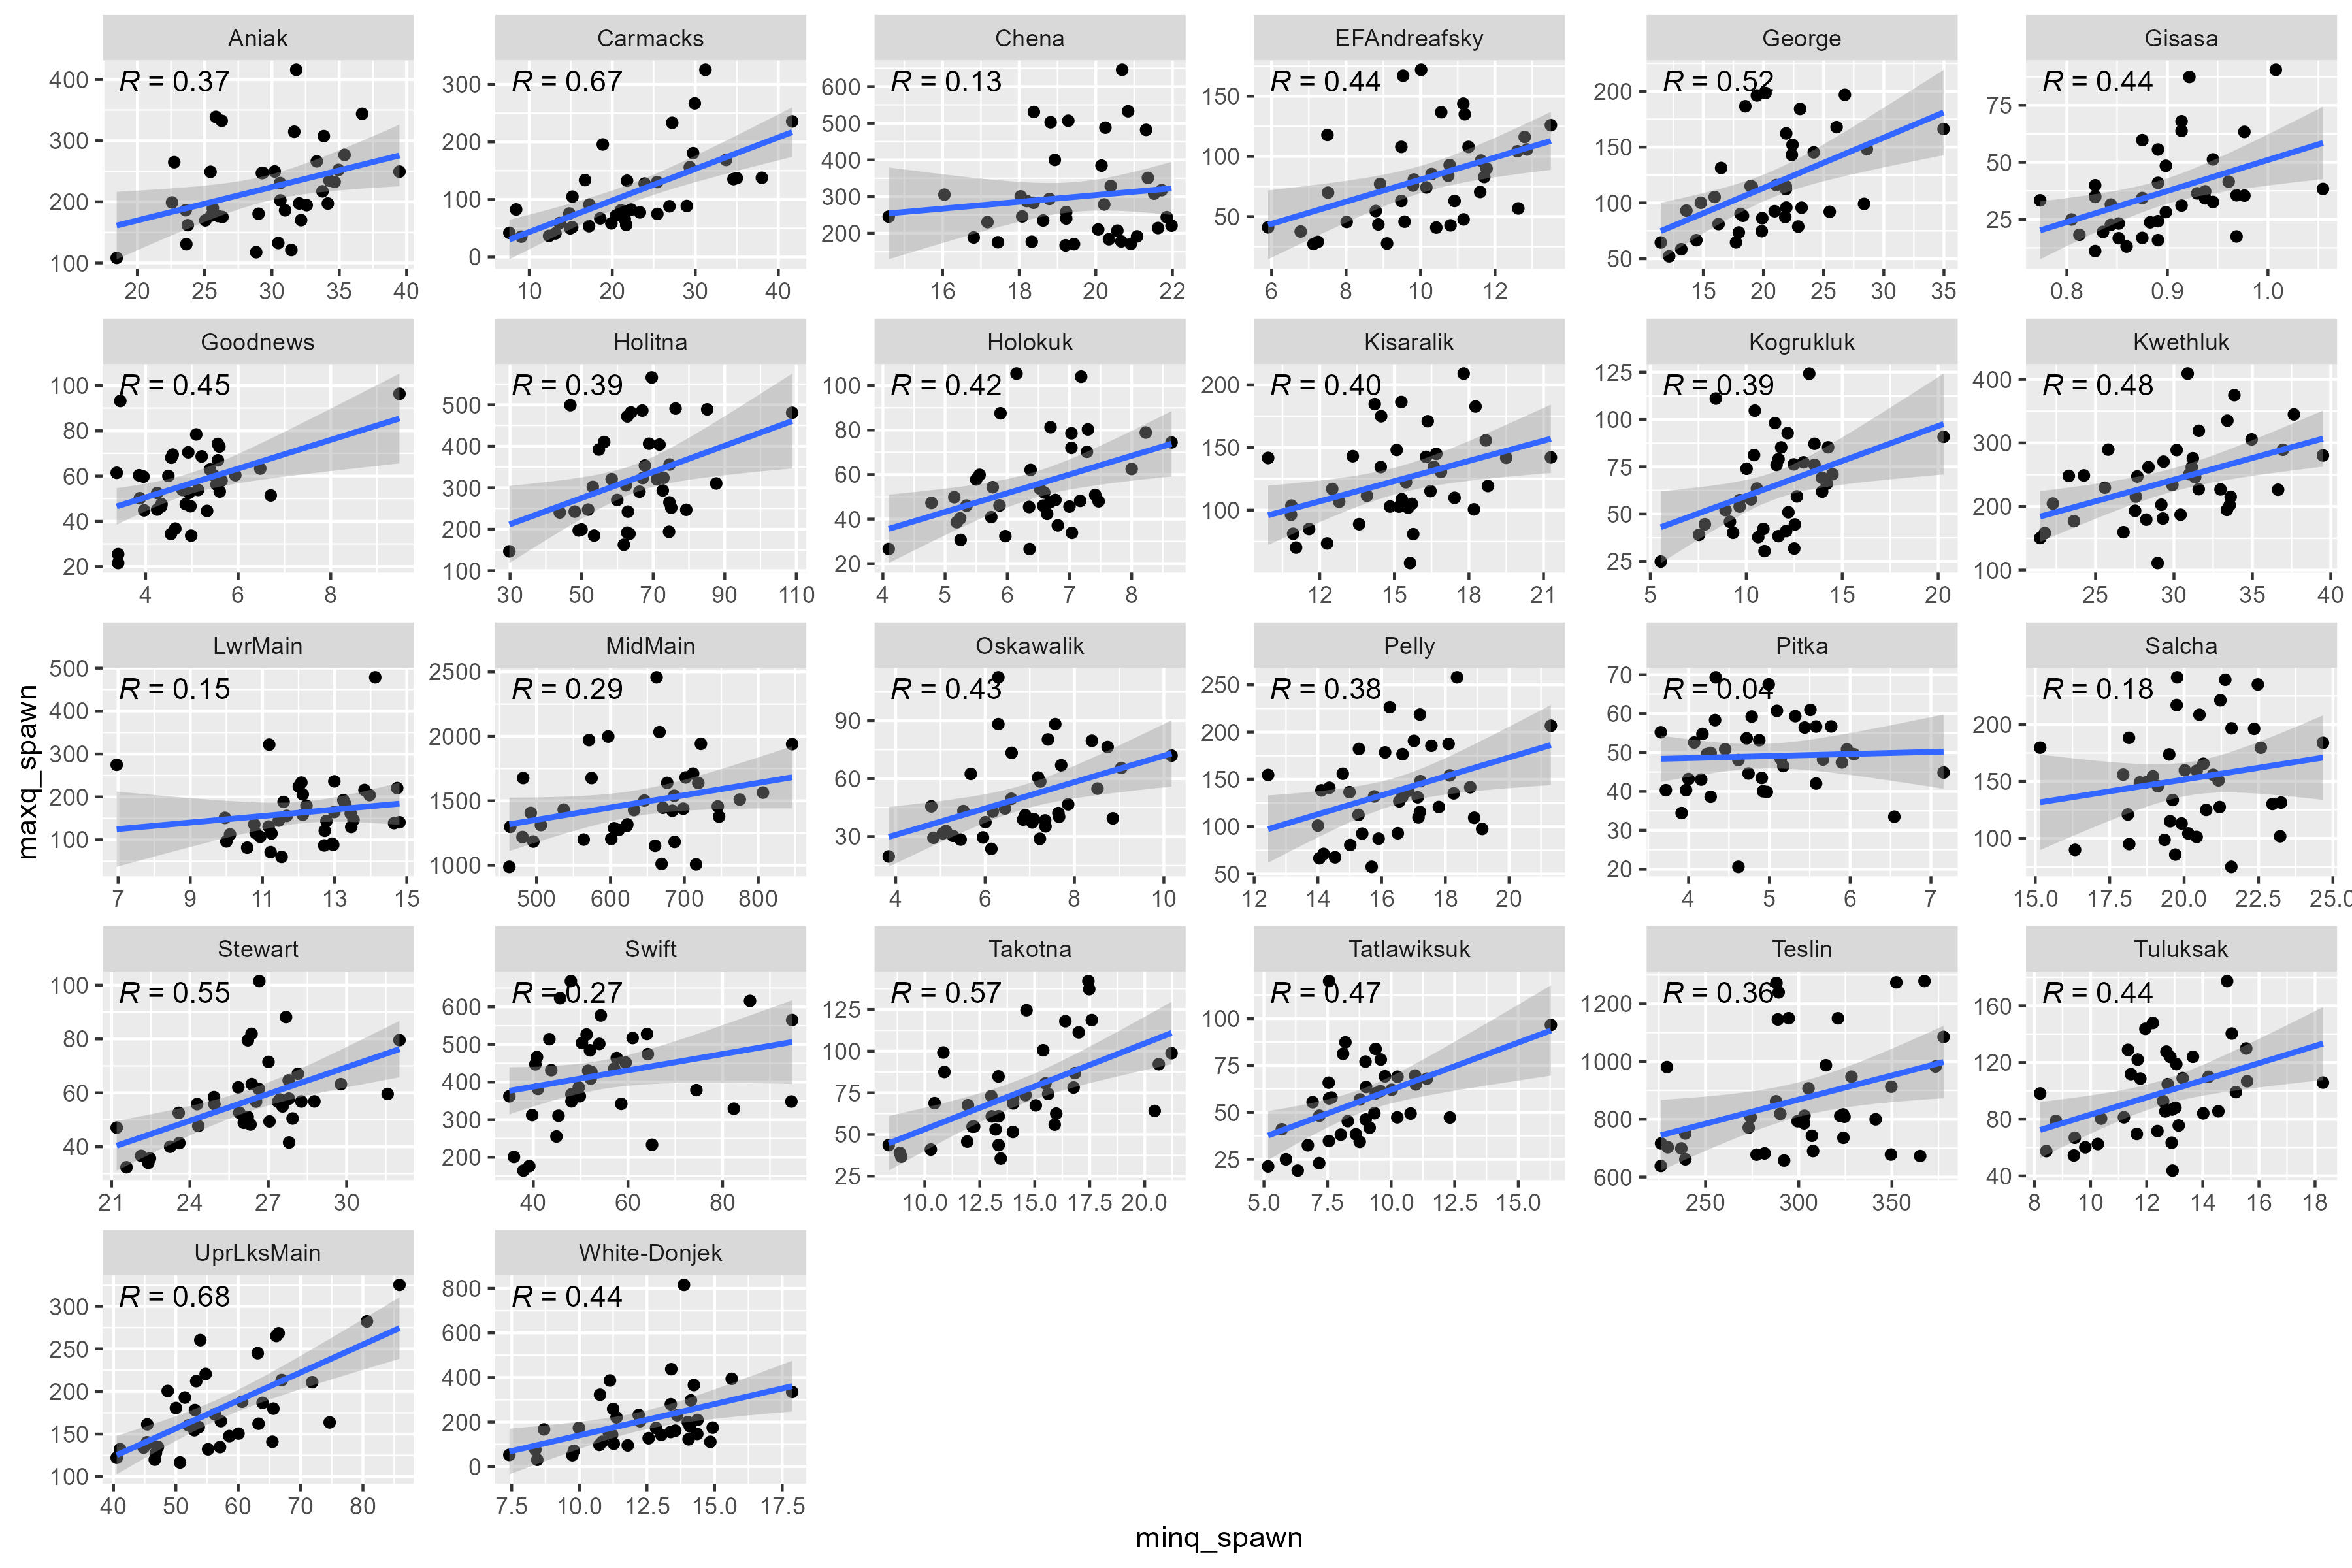 Aniak Carmacks Chena EFAndreafsky George Gisasa
R = 0.37 R = 0.67 R = 0.13 R = 0.44 R = 0.52 R = 0.44
400 300 200 100
300 200 100 0
600 500 400 300 200
150 100 50
200 150 100 50
75 50 25
20 25 30 35 40
10 20 30 40
16 18 20 22
6 8 10 12
15 20 25 30 35
0.8 0.9 1.0
Goodnews Holitna Holokuk Kisaralik Kogrukluk Kwethluk
R = 0.45 R = 0.39 R = 0.42 R = 0.40 R = 0.39 R = 0.48
100 80 60 40 20
500 400 300 200 100
100 80 60 40 20
200 150 100
125 100 75 50 25
400 300 200 100
4 6 8
30 50 70 90 110
4 5 6 7 8
12 15 18 21
5 10 15 20
25 30 35 40
maxq_spawn
LwrMain MidMain Oskawalik Pelly Pitka Salcha
R = 0.15 R = 0.29 R = 0.43 R = 0.38 R = 0.04 R = 0.18
500 400 300 200 100
2500 2000 1500 1000
90 60 30
250 200 150 100 50
70 60 50 40 30 20
200 150 100
7 9 11 13 15
500 600 700 800
4 6 8 10
12 14 16 18 20
4 5 6 7
15.0 17.5 20.0 22.5 25.0
Stewart Swift Takotna Tatlawiksuk Teslin Tuluksak
R = 0.55 R = 0.27 R = 0.57 R = 0.47 R = 0.36 R = 0.44
100 80 60 40
600 500 400 300 200
125 100 75 50 25
100 75 50 25
1200 1000 800 600
160 120 80 40
21 24 27 30
40 60 80
10.0 12.5 15.0 17.5 20.0
5.0 7.5 10.0 12.5 15.0
250 300 350
8 10 12 14 16 18
UprLksMain White-Donjek
R = 0.68 R = 0.44
300 250 200 150 100
800 600 400 200 0
40 50 60 70 80
7.5 10.0 12.5 15.0 17.5
minq_spawn